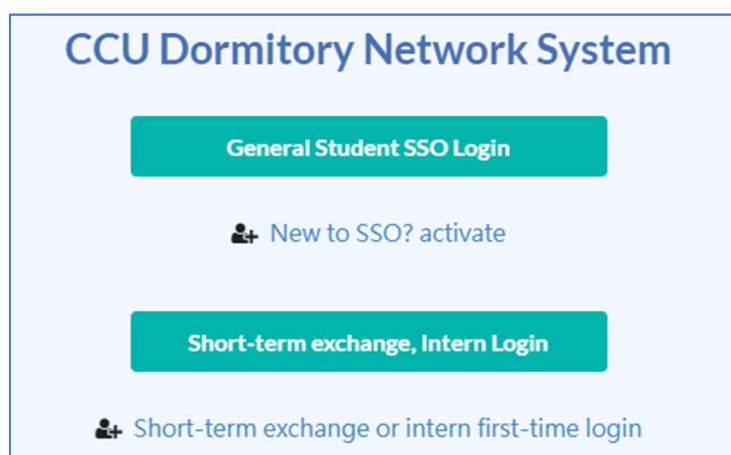 CCU Dormitory Network System
General Student SSO Login
New to SSO? activate
Short-term exchange, Intern Login
Short-term exchange or intern first-time login